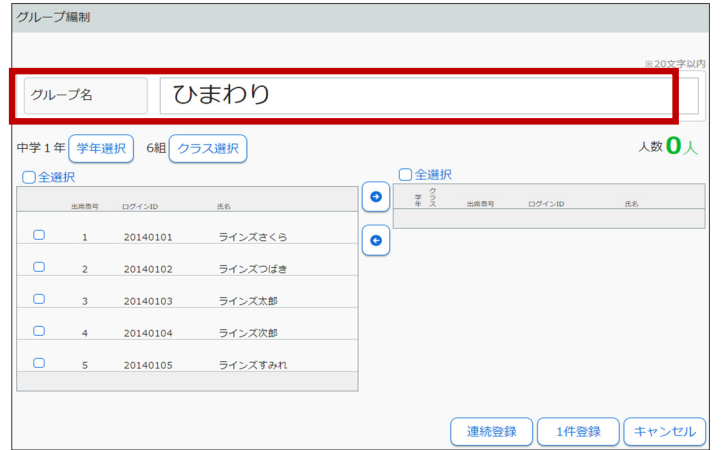 グループ編制
※20文字以内
グループ名 ひまわり
中学1年 学年選択 6組 クラス選択 人数0人
全選択
出席番号 ログインID 氏名
1 20140101 ラインズさくら
2 20140102 ラインズつばき
3 20140103 ラインズ太郎
4 20140104 ラインズ次郎
5 20140105 ラインズすみれ
全選択
学年 クラス 出席番号 ログインID 氏名
連続登録 1件登録 キャンセル